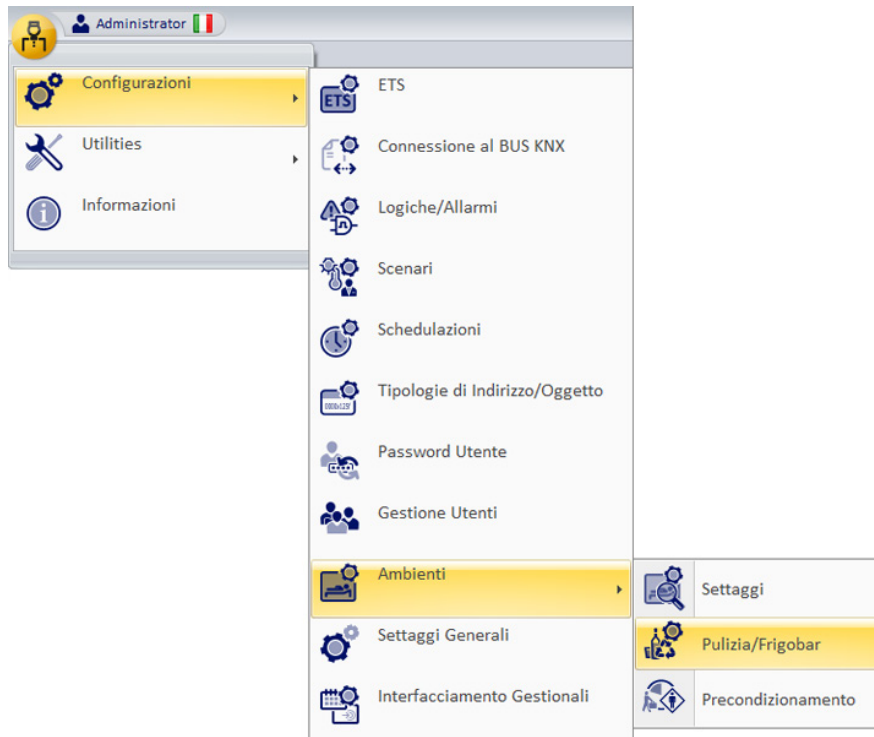 Administrator
Configurazioni
Utilities
Informazioni
ETS
ETS
Connessione al BUS KNX
Logiche/Allarmi
Scenari
Schedulazioni
Tipologie di Indirizzo/Oggetto
Password Utente
Gestione Utenti
Ambienti
Settaggi Generali
Interfacciamento Gestionali
Settaggi
Pulizia/Frigobar
Precondizionamento